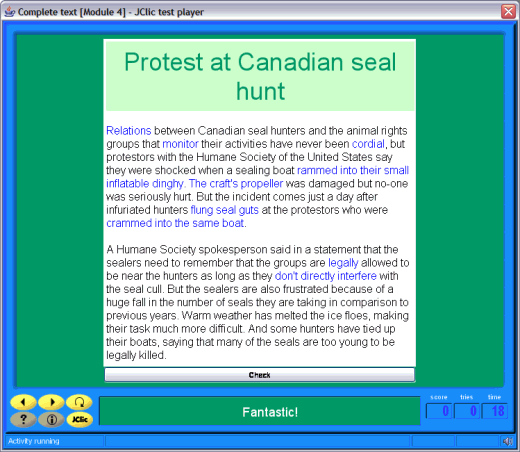 Complete text [Module 4] - JClic test player
Protest at Canadian seal
hunt
Relations between Canadian seal hunters and the animal rights
groups that monitor their activities have never been cordial, but
protestors with the Humane Society of the United States say
they were shocked when a sealing boat rammed into their small
inflatable dinghy. The craft's propeller was damaged but no-one
was seriously hurt. But the incident comes just a day after
infuriated hunters flung seal guts at the protestors who were
crammed into the same boat.
A Humane Society spokesperson said in a statement that the
sealers need to remember that the groups are legally allowed to
be near the hunters as long as they don't directly interfere with
the seal cull. But the sealers are also frustrated because of a
huge fall in the number of seals they are taking in comparison to
previous years. Warm weather has melted the ice floes, making
their task much more difficult. And some hunters have tied up
their boats, saying that many of the seals are too young to be
legally killed.
Check
score tries time
0 0 18
? i JClic
Fantastic!
Activity running